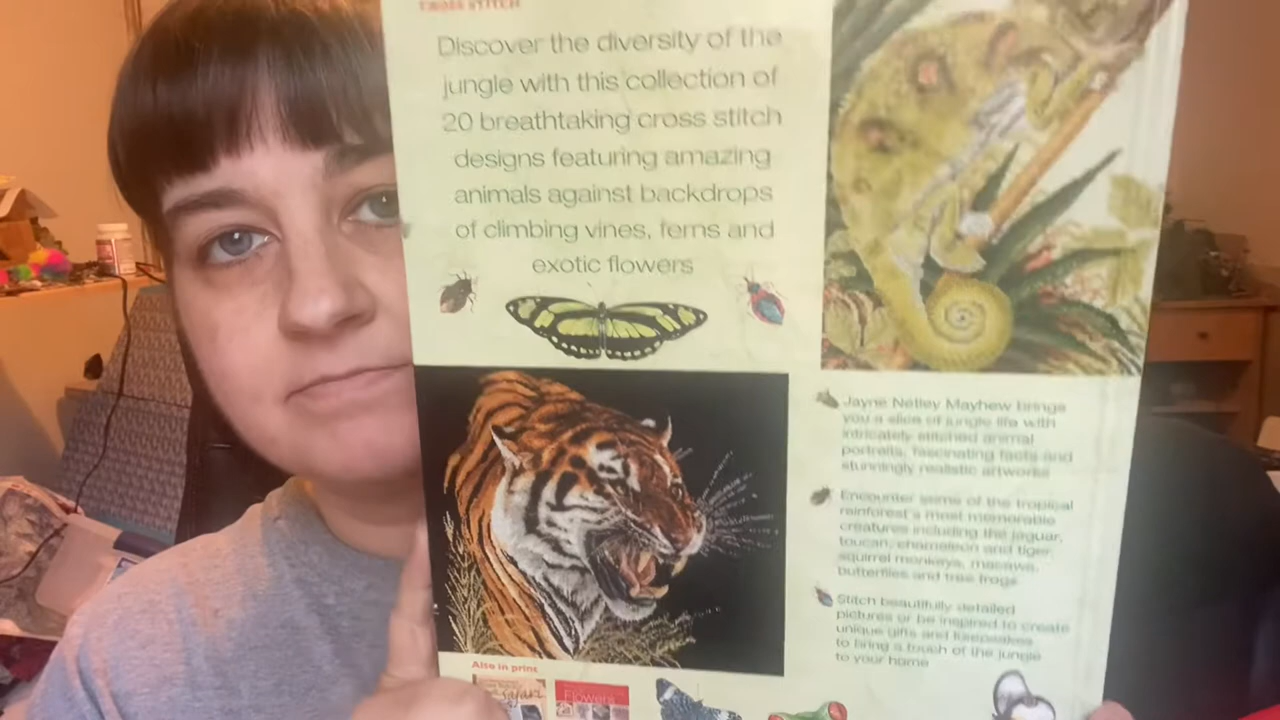 CROSS STITCH
Discover the diversity of the
jungle with this collection of
20 breathtaking cross stitch
designs featuring amazing
animals against backdrops
of climbing vines, ferns and
exotic flowers
Jayne Netley Mayhew brings
you a slice of jungle life with
intricately stitched animal
portraits, fascinating facts and
stunningly realistic artworks
Encounter some of the tropical
rainforest's most memorable
creatures including the jaguar,
toucan, chameleon and tiger,
squirrel monkeys, macaws,
butterflies and tree frogs
Stitch beautifully detailed
pictures or be inspired to create
unique gifts and keepsakes
to bring a touch of the jungle
to your home
Also in print
Safari
Flowers